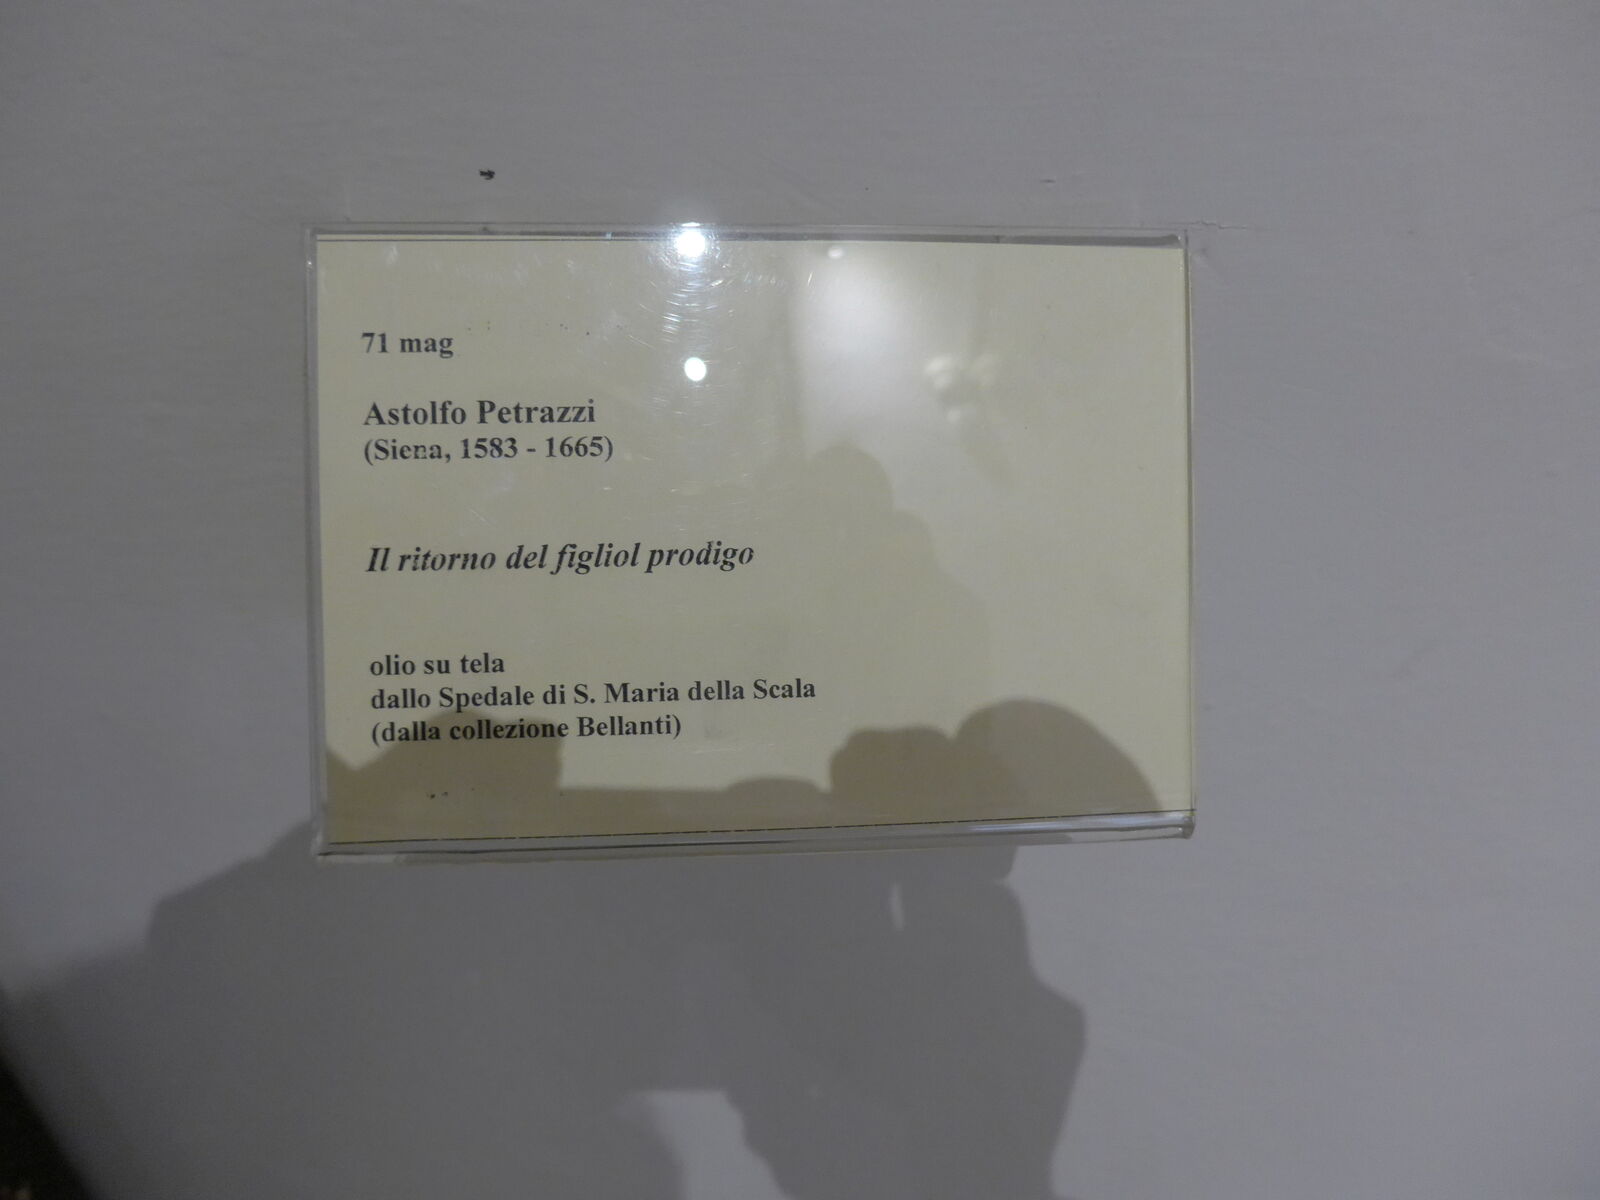 71 mag
Astolfo Petrazzi
(Siena, 1583 - 1665)
Il ritorno del figliol prodigo
olio su tela
dallo Spedale di S. Maria della Scala
(dalla collezione Bellanti)